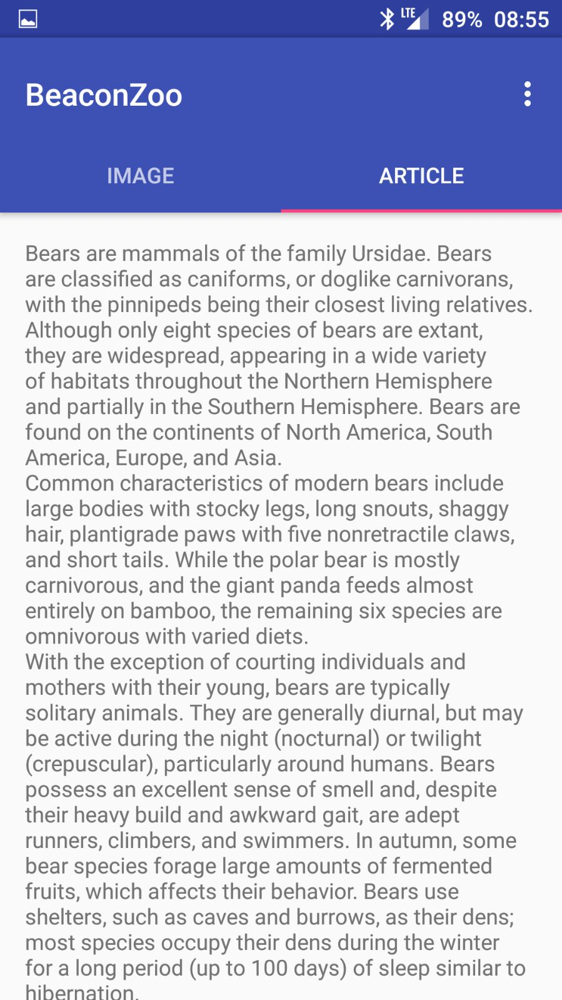 LTE 89% 08:55
BeaconZoo
IMAGE ARTICLE
Bears are mammals of the family Ursidae. Bears
are classified as caniforms, or doglike carnivorans,
with the pinnipeds being their closest living relatives.
Although only eight species of bears are extant,
they are widespread, appearing in a wide variety
of habitats throughout the Northern Hemisphere
and partially in the Southern Hemisphere. Bears are
found on the continents of North America, South
America, Europe, and Asia.
Common characteristics of modern bears include
large bodies with stocky legs, long snouts, shaggy
hair, plantigrade paws with five nonretractile claws,
and short tails. While the polar bear is mostly
carnivorous, and the giant panda feeds almost
entirely on bamboo, the remaining six species are
omnivorous with varied diets.
With the exception of courting individuals and
mothers with their young, bears are typically
solitary animals. They are generally diurnal, but may
be active during the night (nocturnal) or twilight
(crepuscular), particularly around humans. Bears
possess an excellent sense of smell and, despite
their heavy build and awkward gait, are adept
runners, climbers, and swimmers. In autumn, some
bear species forage large amounts of fermented
fruits, which affects their behavior. Bears use
shelters, such as caves and burrows, as their dens;
most species occupy their dens during the winter
for a long period (up to 100 days) of sleep similar to
hibernation.